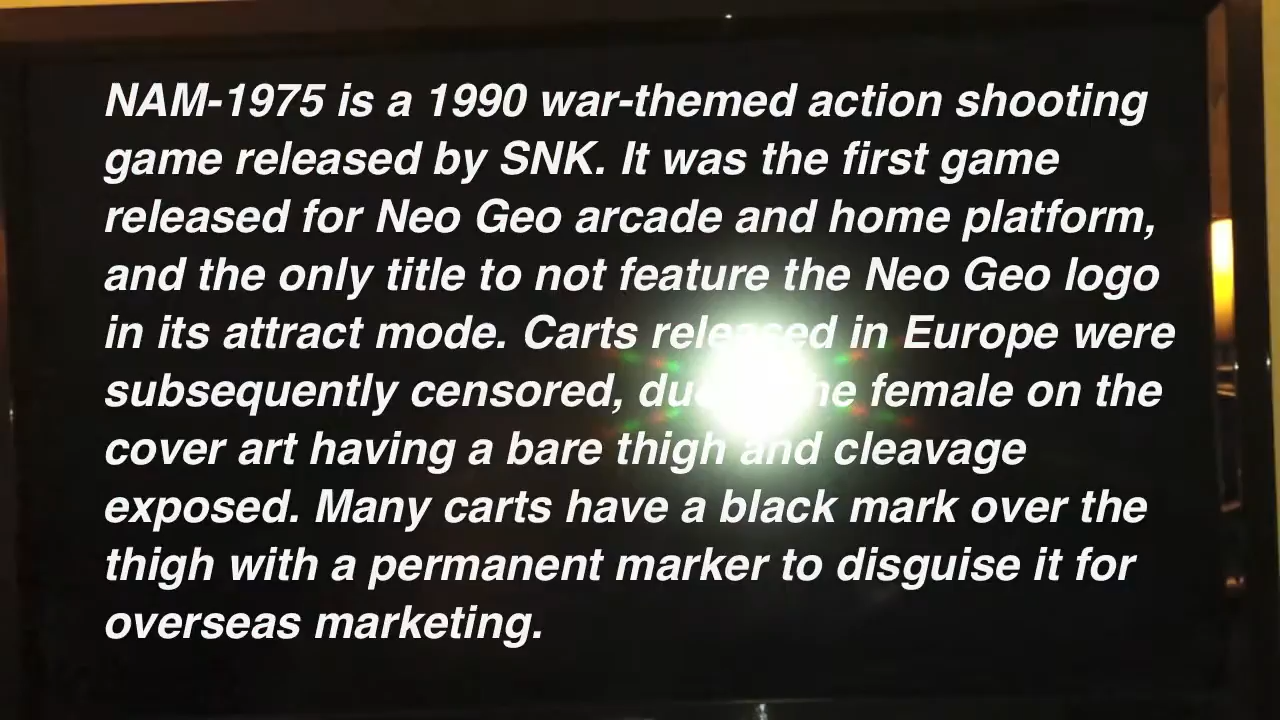 NAM-1975 is a 1990 war-themed action shooting
game released by SNK. It was the first game
released for Neo Geo arcade and home platform,
and the only title to not feature the Neo Geo logo
in its attract mode. Carts released in Europe were
subsequently censored, female on the
cover art having a bare thigh and cleavage
exposed. Many carts have a black mark over the
thigh with a permanent marker to disguise it for
overseas marketing.